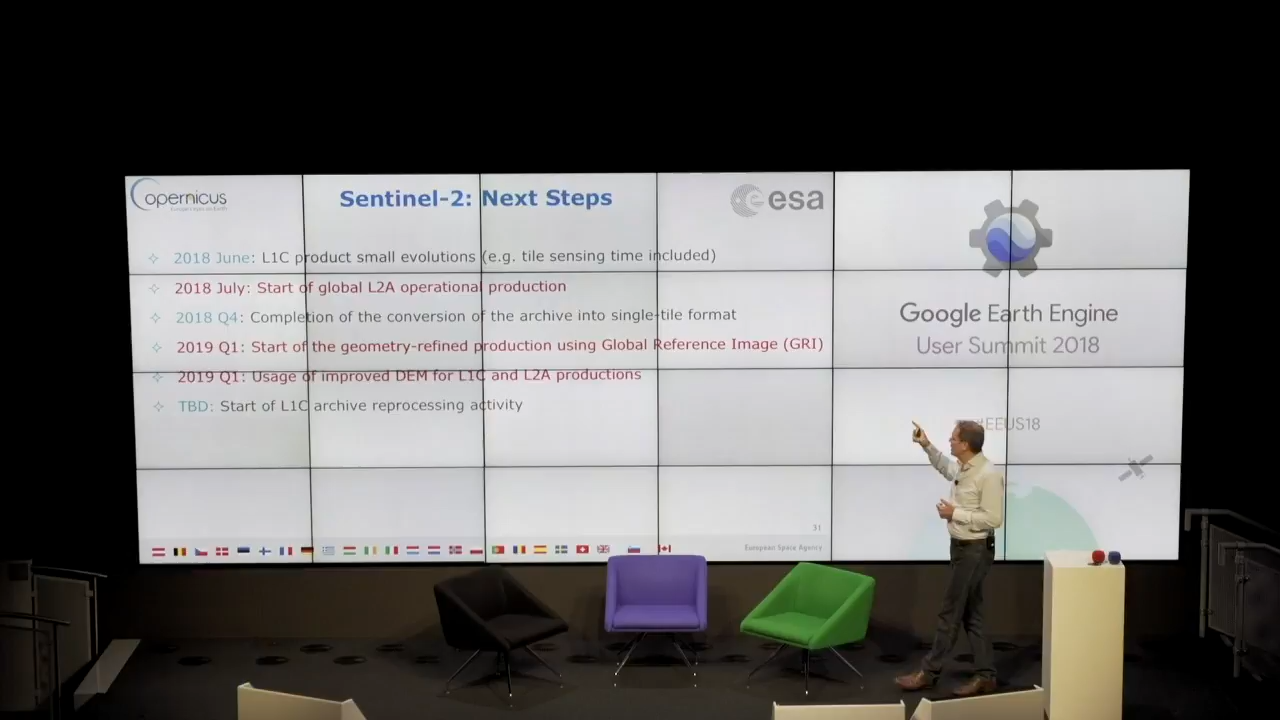 opernicus
Sentinel-2: Next Steps
esa
2018 June: L1C product small evolutions (e.g. tile sensing time included)
2018 July: Start of global L2A operational production
2018 Q4: Completion of the conversion of the archive into single-tile format
2019 Q1: Start of the geometry-refined production using Global Reference Image (GRI)
2019 Q1: Usage of improved DEM for L1C and L2A productions
TBD: Start of L1C archive reprocessing activity
31
European Space Agency
Google Earth Engine
User Summit 2018
EEUS18